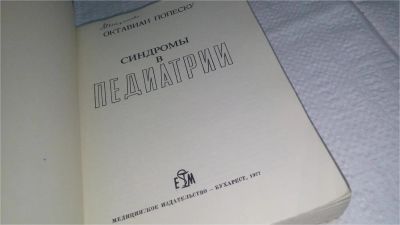 ОКТАВИАН ПОПЕСКУ
СИНДРОМЫ
В
ПЕДИАТРИИ
E M
МЕДИЦИНСКОЕ ИЗДАТЕЛЬСТВО — БУХАРЕСТ, 1977